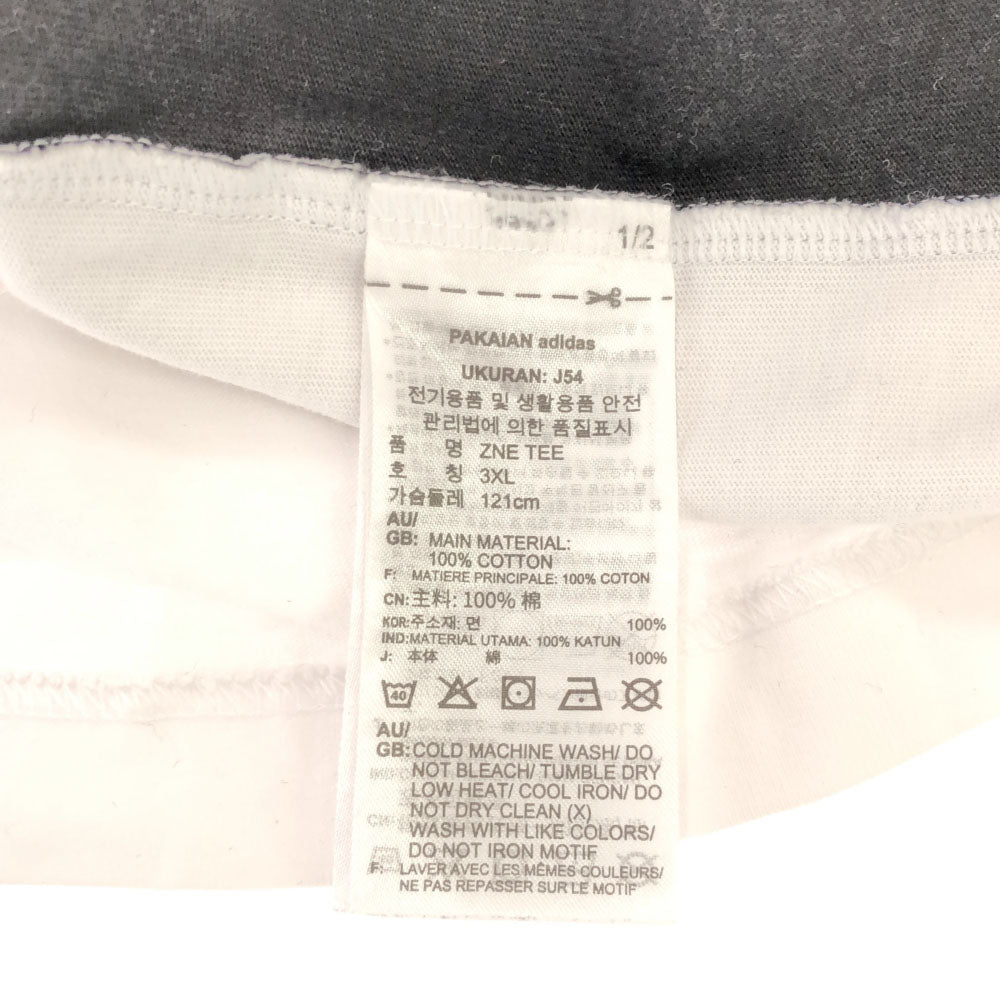 1/2
PAKAIAN adidas
UKURAN: J54
전기용품 및 생활용품 안전
관리법에 의한 품질표시
품 명 ZNE TEE
호 칭 3XL
가슴둘레 121cm
AU/
GB: MAIN MATERIAL:
100% COTTON
F: MATIERE PRINCIPALE: 100% COTON
CN:主料: 100% 棉
KOR:주소재: 면 100%
IND:MATERIAL UTAMA: 100% KATUN
J: 本体 綿 100%
40
AU/
GB:COLD MACHINE WASH/ DO
NOT BLEACH/ TUMBLE DRY
LOW HEAT/ COOL IRON/ DO
NOT DRY CLEAN (X)
WASH WITH LIKE COLORS/
DO NOT IRON MOTIF
F: LAVER AVEC LES MÊMES COULEURS/
NE PAS REPASSER SUR LE MOTIF